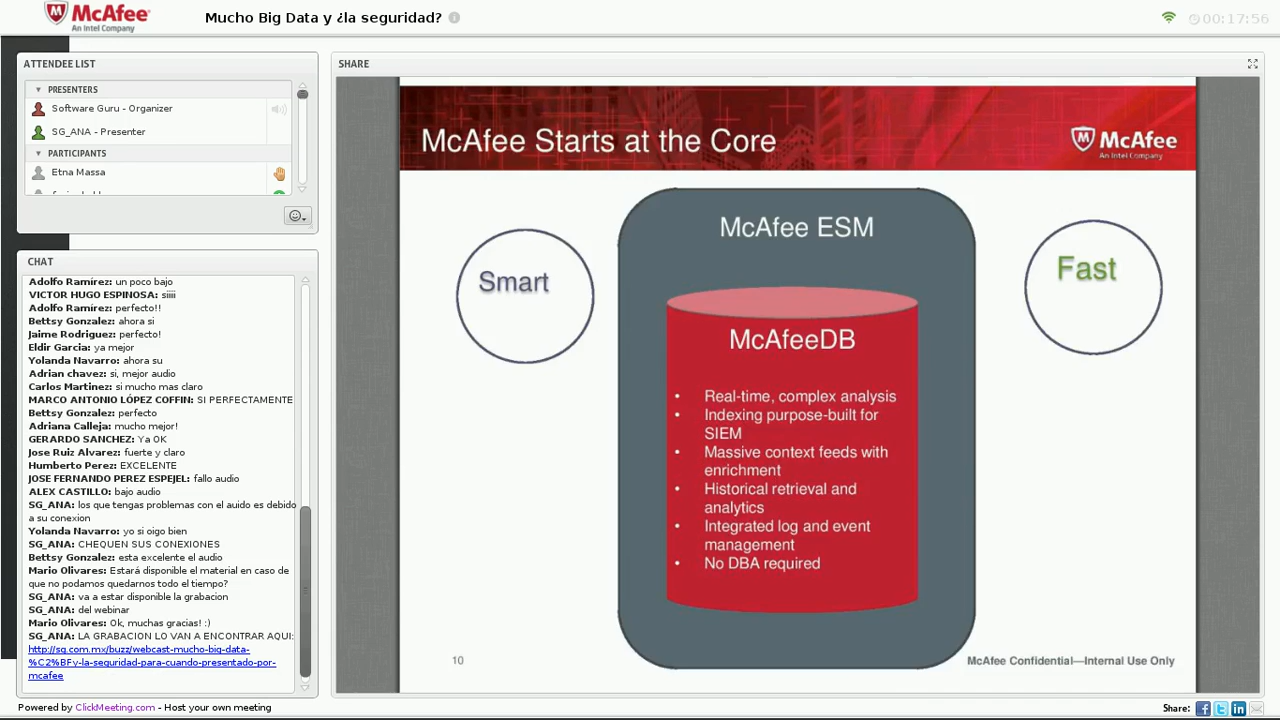 McAfee
An Intel Company
Mucho Big Data y ¿la seguridad?
00:17:56
ATTENDEE LIST
PRESENTERS
Software Guru - Organizer
SG_ANA - Presenter
PARTICIPANTS
Etna Massa
CHAT
Adolfo Ramírez: un poco bajo
VICTOR HUGO ESPINOSA: siiii
Adolfo Ramírez: perfecto!!
Bettsy Gonzalez: ahora si
Jaime Rodriguez: perfecto!
Eldir Garcia: ya mejor
Yolanda Navarro: ahora su
Adrian chavez: si, mejor audio
Carlos Martinez: si mucho mas claro
MARCO ANTONIO LÓPEZ COFFIN: SI PERFECTAMENTE
Bettsy Gonzalez: perfecto
Adriana Calleja: mucho mejor!
GERARDO SANCHEZ: Ya OK
Jose Ruiz Alvarez: fuerte y claro
Humberto Perez: EXCELENTE
JOSE FERNANDO PEREZ ESPEJEL: fallo audio
ALEX CASTILLO: bajo audio
SG_ANA: los que tengas problemas con el auido es debido
a su conexion
Yolanda Navarro: yo si oigo bien
SG_ANA: CHEQUEN SUS CONEXIONES
Bettsy Gonzalez: esta excelente el audio
Mario Olivares: Estará disponible el material en caso de
que no podamos quedarnos todo el tiempo?
SG_ANA: va a estar disponible la grabacion
SG_ANA: del webinar
Mario Olivares: Ok, muchas gracias! :)
SG_ANA: LA GRABACION LO VAN A ENCONTRAR AQUI:
http://sg.com.mx/buzz/webcast-mucho-big-data-
%C2%BFy-la-seguridad-para-cuando-presentado-por-
mcafee
SHARE
McAfee Starts at the Core
McAfee
An Intel Company
Smart
McAfee ESM
Fast
McAfeeDB
• Real-time, complex analysis
• Indexing purpose-built for
SIEM
• Massive context feeds with
enrichment
• Historical retrieval and
analytics
• Integrated log and event
management
• No DBA required
10
McAfee Confidential—Internal Use Only
Powered by ClickMeeting.com - Host your own meeting
Share: